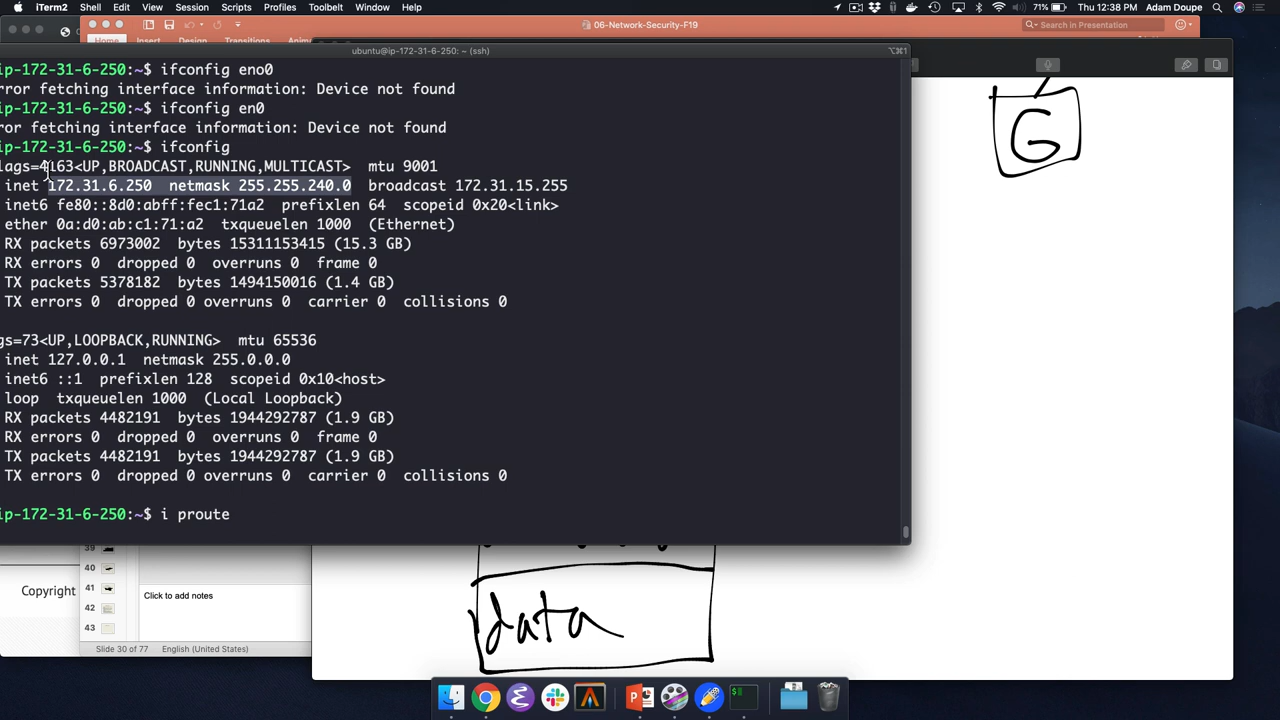 iTerm2 Shell Edit View Session Scripts Profiles Toolbelt Window Help 71% Thu 12:38 PM Adam Doupe
06-Network-Security-F19
Search in Presentation
Home Insert Design Transitions
ubuntu@ip-172-31-6-250: ~ (ssh)
⌥⌘1
ip-172-31-6-250:~$ ifconfig eno0
rror fetching interface information: Device not found
ip-172-31-6-250:~$ ifconfig en0
ror fetching interface information: Device not found
ip-172-31-6-250:~$ ifconfig
lags=4163<UP,BROADCAST,RUNNING,MULTICAST> mtu 9001
inet 172.31.6.250 netmask 255.255.240.0 broadcast 172.31.15.255
inet6 fe80::8d0:abff:fec1:71a2 prefixlen 64 scopeid 0x20<link>
ether 0a:d0:ab:c1:71:a2 txqueuelen 1000 (Ethernet)
RX packets 6973002 bytes 15311153415 (15.3 GB)
RX errors 0 dropped 0 overruns 0 frame 0
TX packets 5378182 bytes 1494150016 (1.4 GB)
TX errors 0 dropped 0 overruns 0 carrier 0 collisions 0
gs=73<UP,LOOPBACK,RUNNING> mtu 65536
inet 127.0.0.1 netmask 255.0.0.0
inet6 ::1 prefixlen 128 scopeid 0x10<host>
loop txqueuelen 1000 (Local Loopback)
RX packets 4482191 bytes 1944292787 (1.9 GB)
RX errors 0 dropped 0 overruns 0 frame 0
TX packets 4482191 bytes 1944292787 (1.9 GB)
TX errors 0 dropped 0 overruns 0 carrier 0 collisions 0
ip-172-31-6-250:~$ i proute
G
data
39
40
41
42
43
Copyright
Click to add notes
Slide 30 of 77 English (United States)